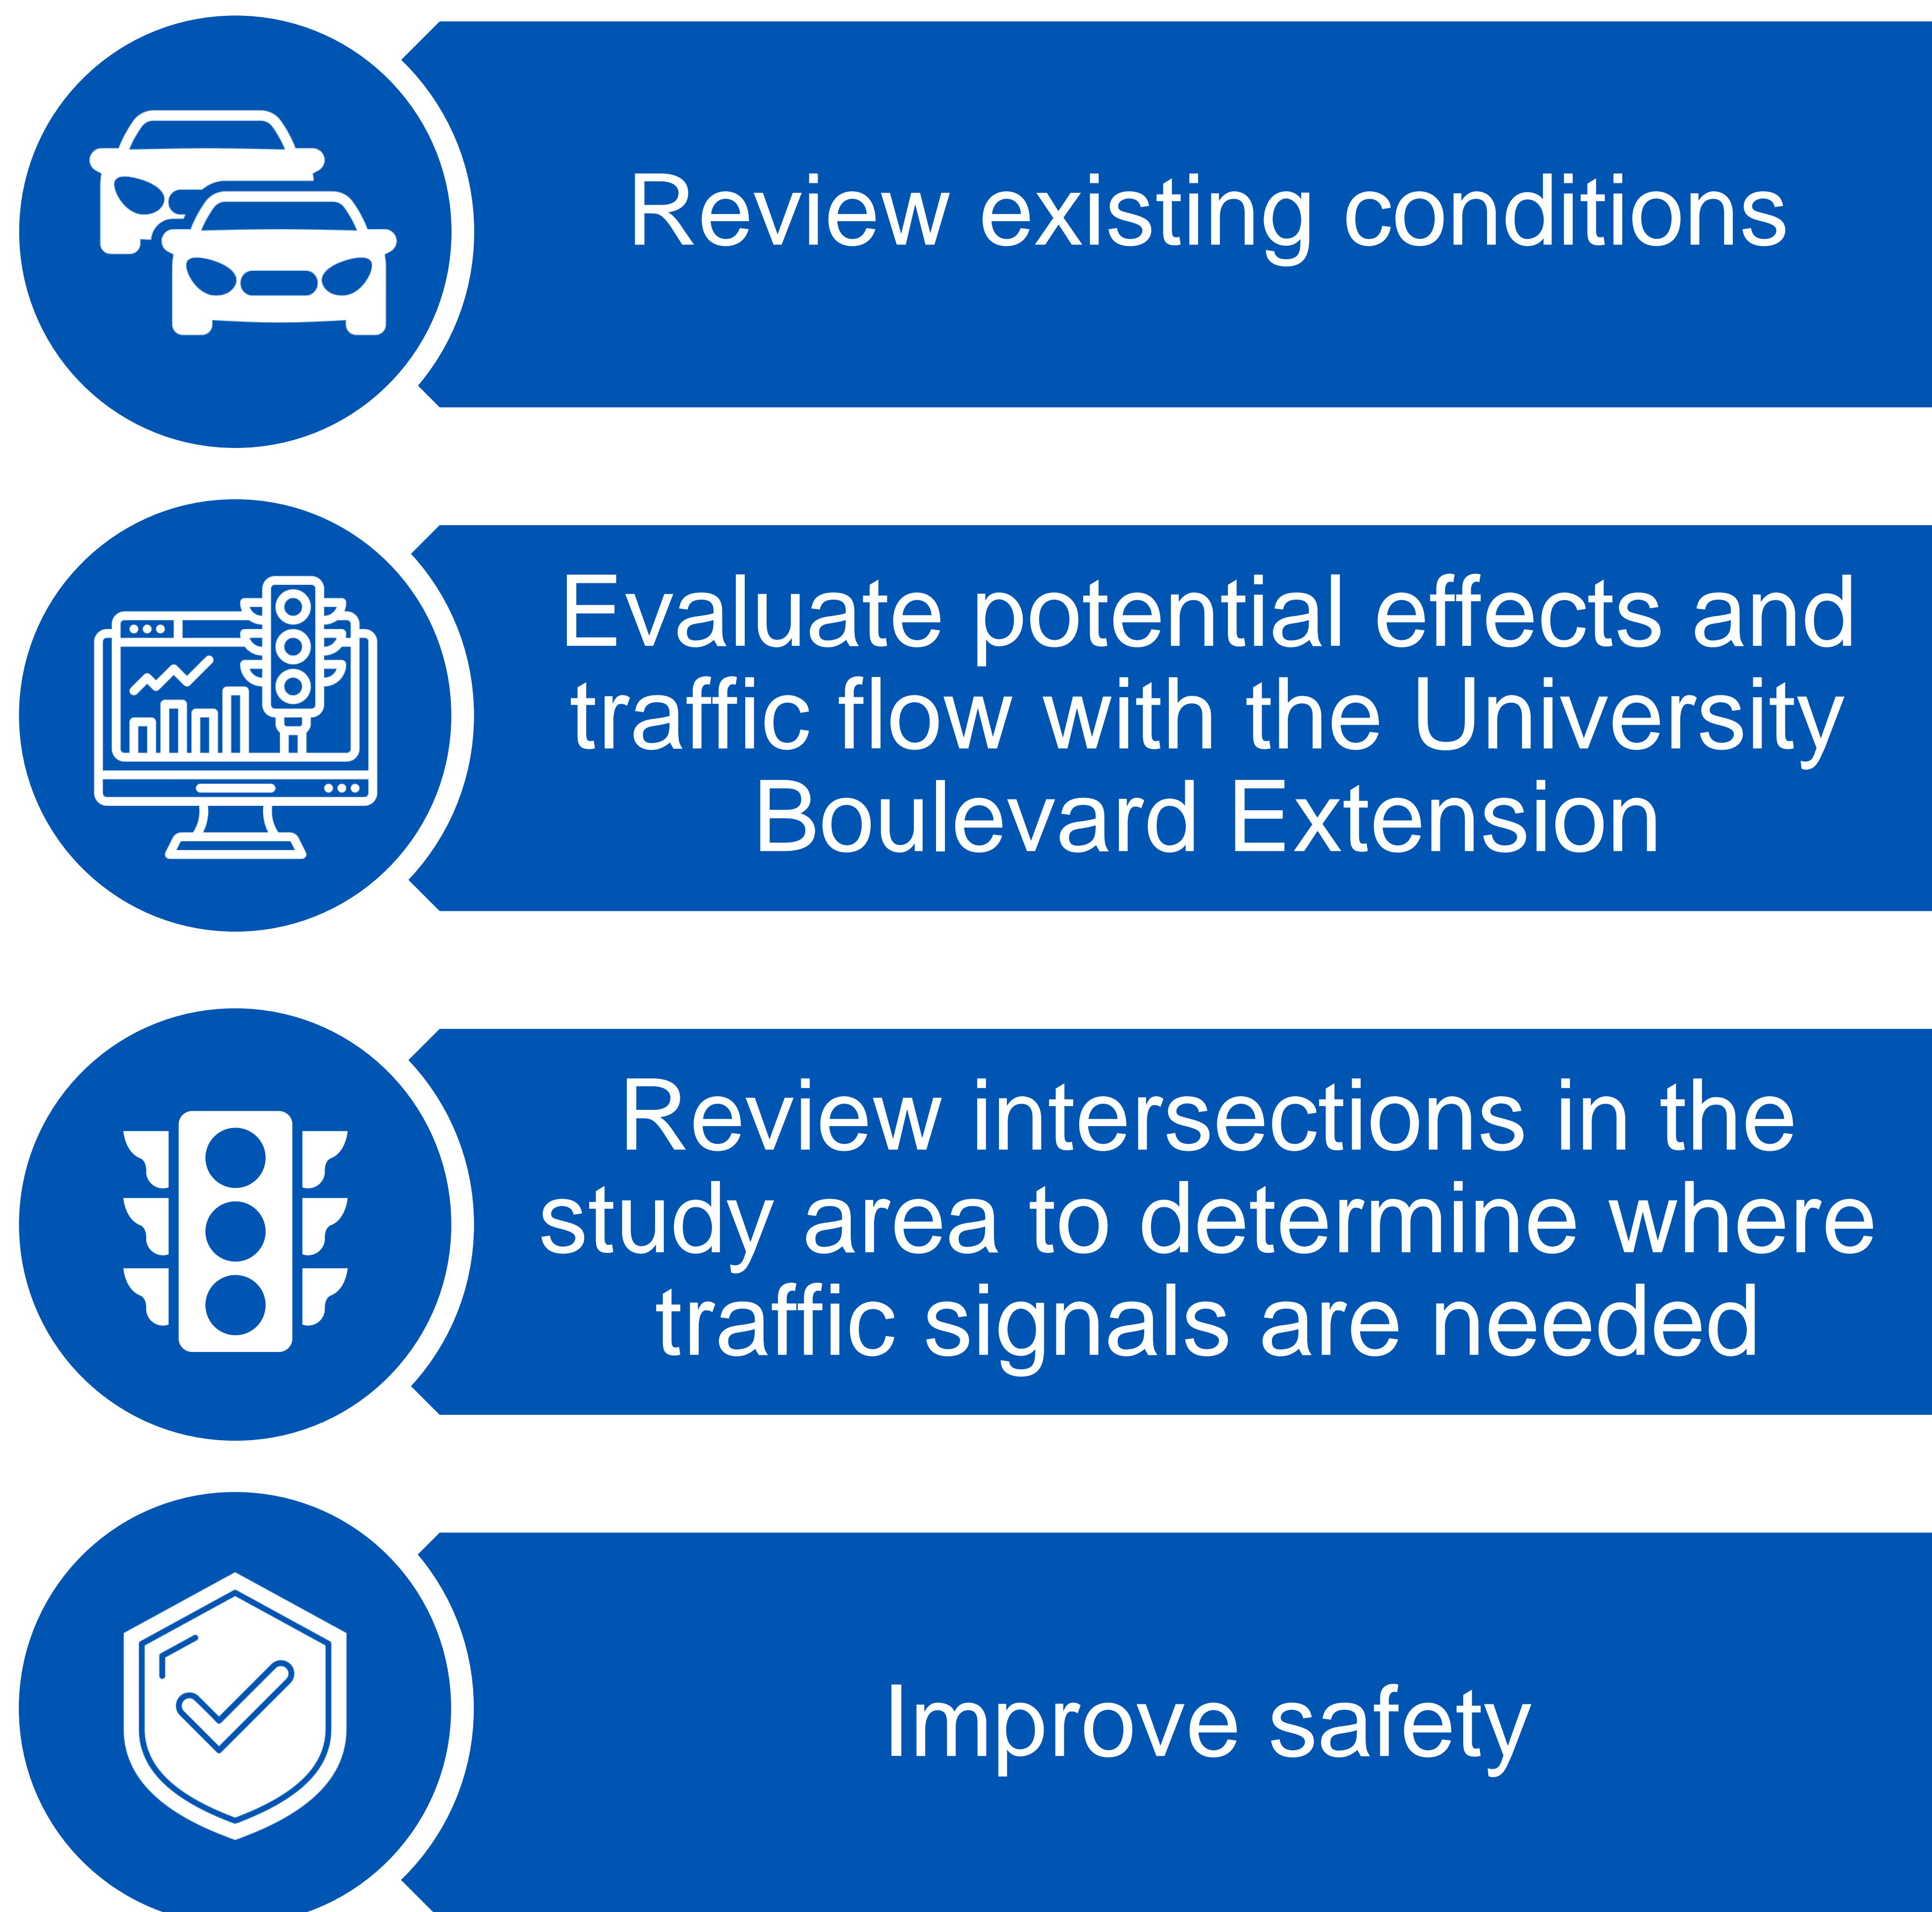 Review existing conditions
Evaluate potential effects and
traffic flow with the University
Boulevard Extension
Review intersections in the
study area to determine where
traffic signals are needed
Improve safety